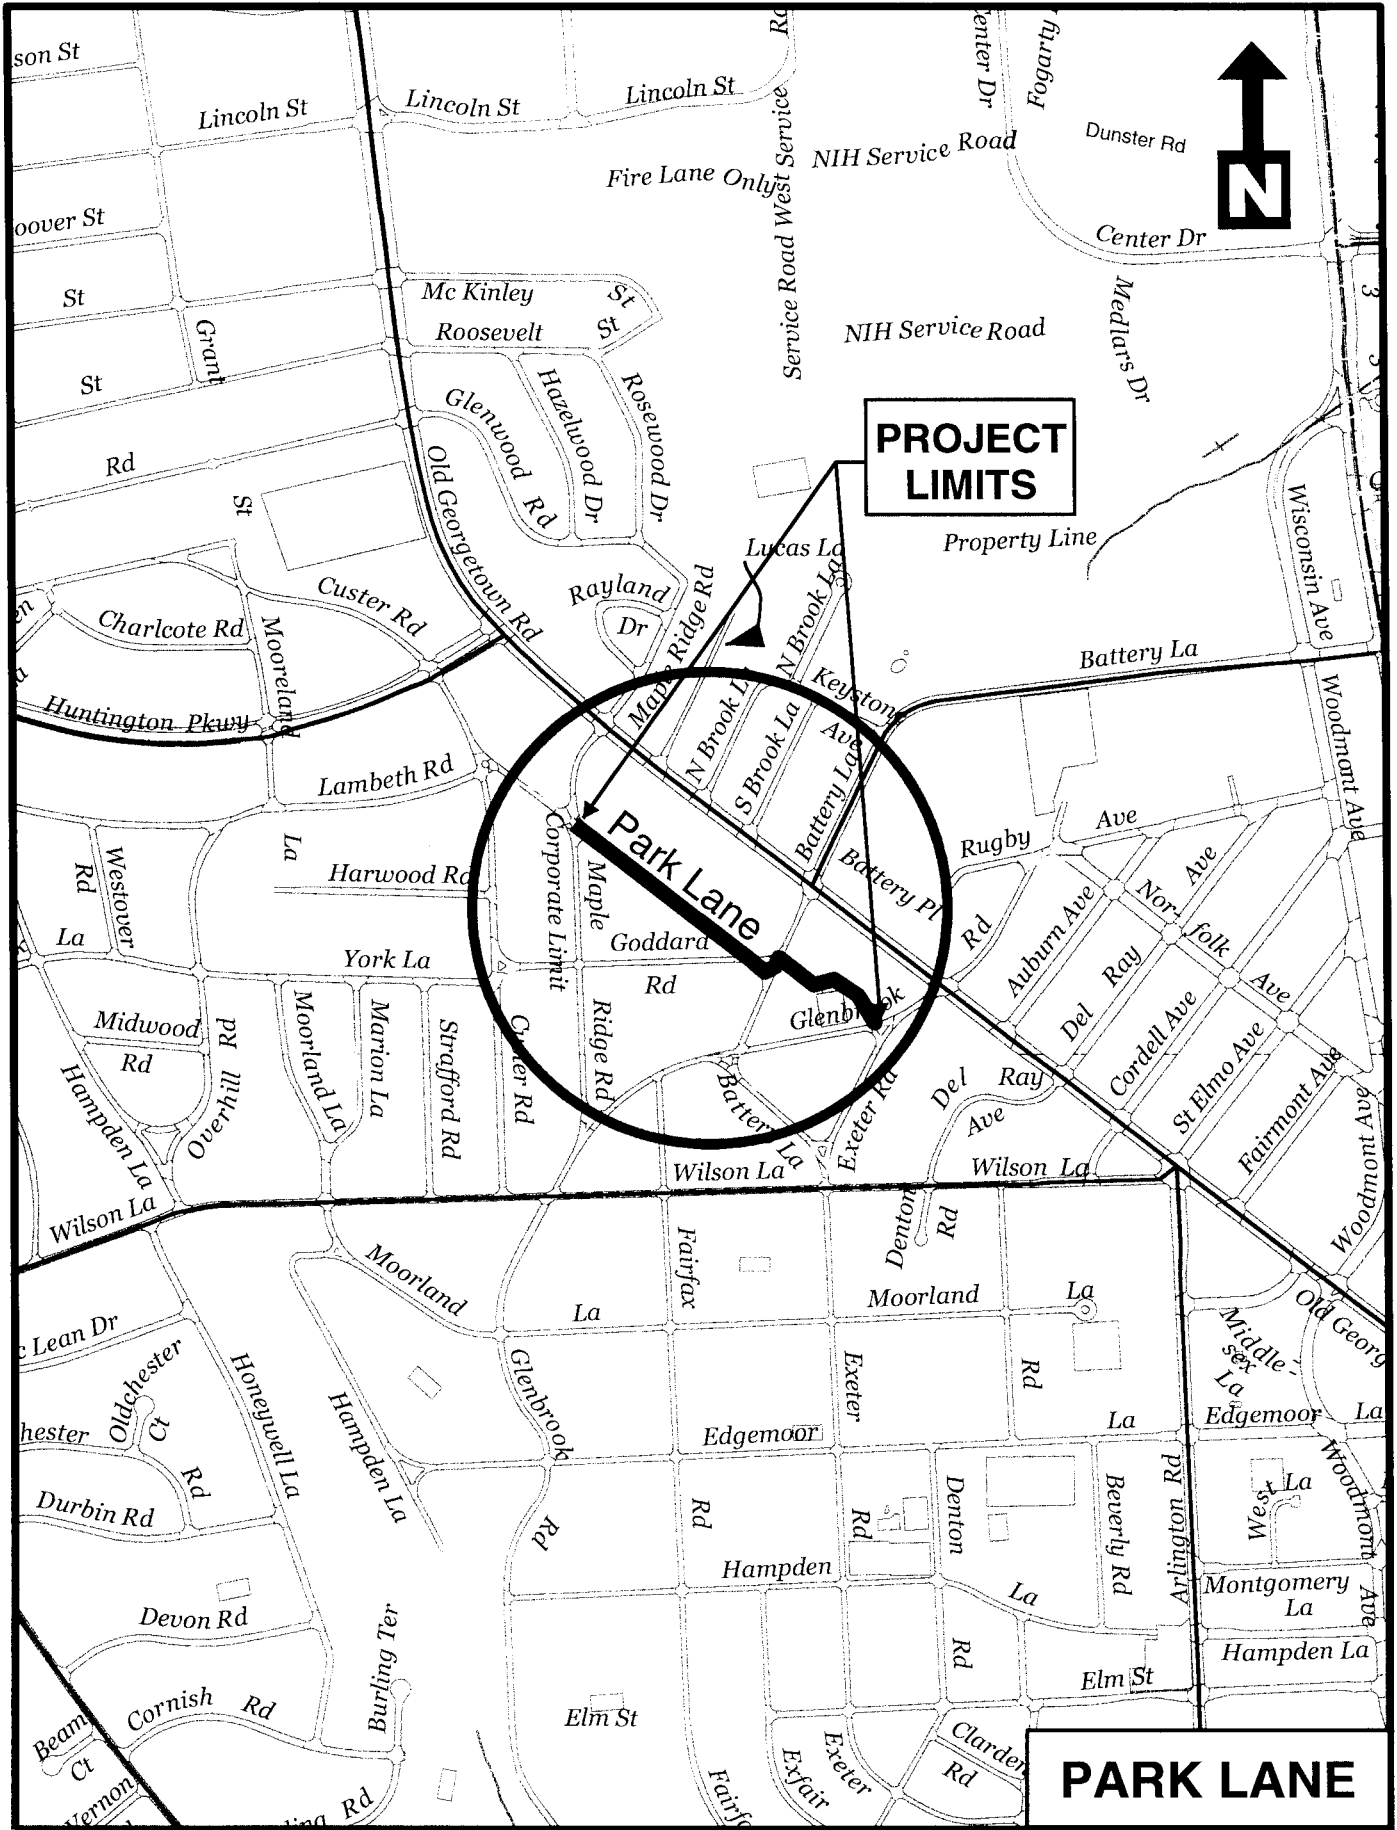 son St
Lincoln St
Lincoln St
Lincoln St
Service Road West Service
Rd
Center Dr
Fogarty
Dunster Rd
NIH Service Road
Fire Lane Only
N
oover St
Center Dr
St
Mc Kinley St
Roosevelt St
NIH Service Road
Medlars Dr
3
Grant
St
St
Glenwood Rd
Hazelwood Dr
Rosewood Dr
PROJECT
LIMITS
Rd
Old Georgetown Rd
Property Line
Wisconsin Ave
Lucas La
Rayland
Dr
Maple Ridge Rd
N Brook La
N Brook La
S Brook La
Keystone
Ave
Battery La
Battery La
Custer Rd
Charlcote Rd
Mooreland
La
Huntington Pkwy
Lambeth Rd
Woodmont Ave
Westover
Rd
Harwood Rd
Corporate Limit
Park Lane
Maple
Ridge Rd
Goddard
Rd
Battery Pl
Rugby
Ave
Rd
Auburn Ave
Norfolk
Ave
Ave
Del
Ray
Cordell Ave
St Elmo Ave
Fairmont Ave
Woodmont Ave
La
York La
Midwood
Rd
Overhill Rd
Moorland La
Marion La
Strafford Rd
Custer Rd
Glenbrook
Battery La
Exeter Rd
Del
Ray
Ave
Hampden La
Wilson La
Wilson La
Wilson La
Denton
Rd
Moorland
La
Fairfax
Moorland
La
Old Georg
Middle-
sex
La
c Lean Dr
Oldchester
Ct
Honeywell La
Hampden La
Glenbrook
Exeter
Rd
Edgemoor
La
Edgemoor
La
hester
Rd
Durbin Rd
Rd
Rd
Rd
Denton
Beverly Rd
Arlington Rd
West La
Woodmont
Ave
Hampden
La
Montgomery
La
Devon Rd
Burling Ter
Rd
Hampden La
Elm St
Cornish Rd
Beam
Ct
Vernon
Elm St
Exeter
Exfair
Fairf
Clarden
Rd
ling Rd
PARK LANE